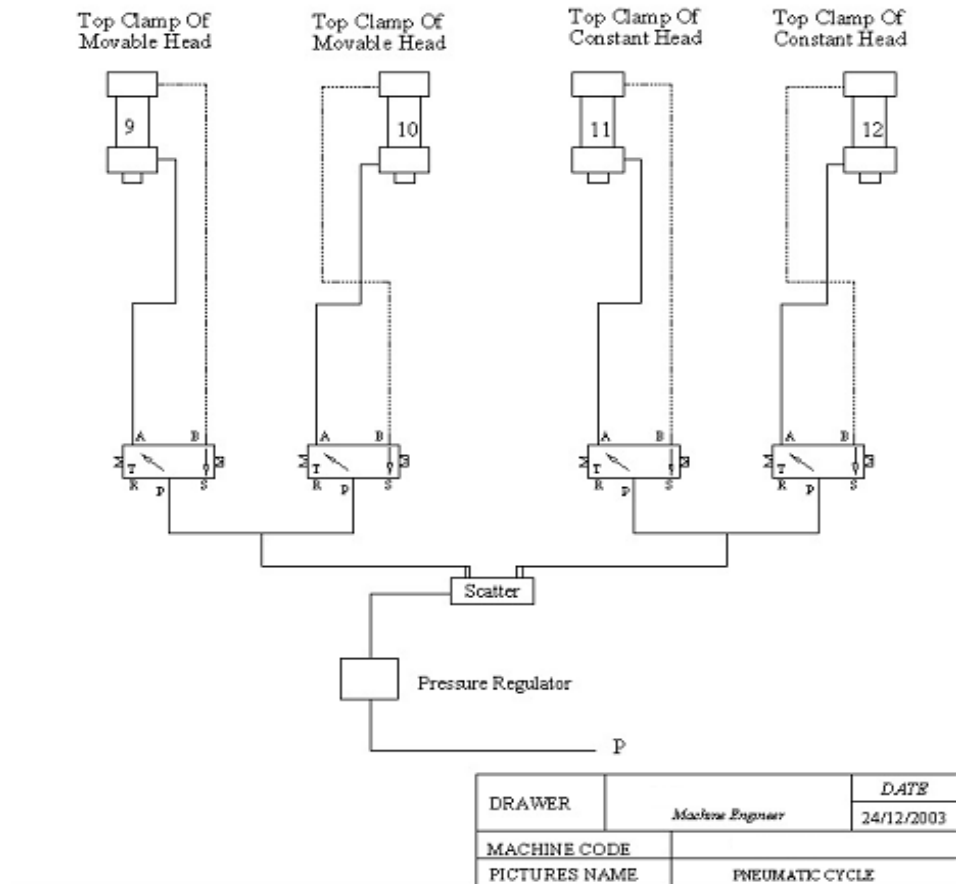 Top Clamp Of
Movable Head
Top Clamp Of
Movable Head
Top Clamp Of
Constant Head
Top Clamp Of
Constant Head
9
10
11
12
A B
T
R P S
A B
T
R P S
A B
T
R P S
A B
T
R P S
Scatter
Pressure Regulator
P
DRAWER
Machine Engineer
DATE
24/12/2003
MACHINE CODE
PICTURES NAME
PNEUMATIC CYCLE